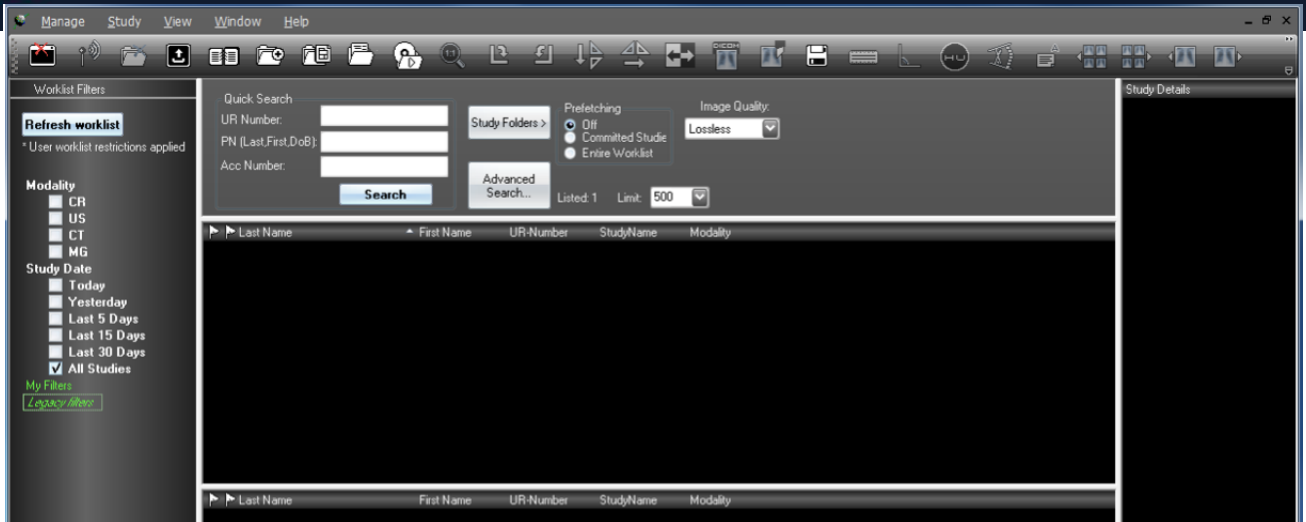 Manage Study View Window Help
1:1 DICOM HU
Worklist Filters
Refresh worklist
* User worklist restrictions applied
Modality
CR
US
CT
MG
Study Date
Today
Yesterday
Last 5 Days
Last 15 Days
Last 30 Days
All Studies
My Filters
Legacy filters
Quick Search
UR Number:
PN (Last,First,DoB):
Acc Number:
Search
Study Folders >
Advanced
Search...
Prefetching
Off
Committed Studie
Entire Worklist
Image Quality:
Lossless
Listed: 1 Limit: 500
Last Name First Name UR-Number StudyName Modality
Last Name First Name UR-Number StudyName Modality
Study Details